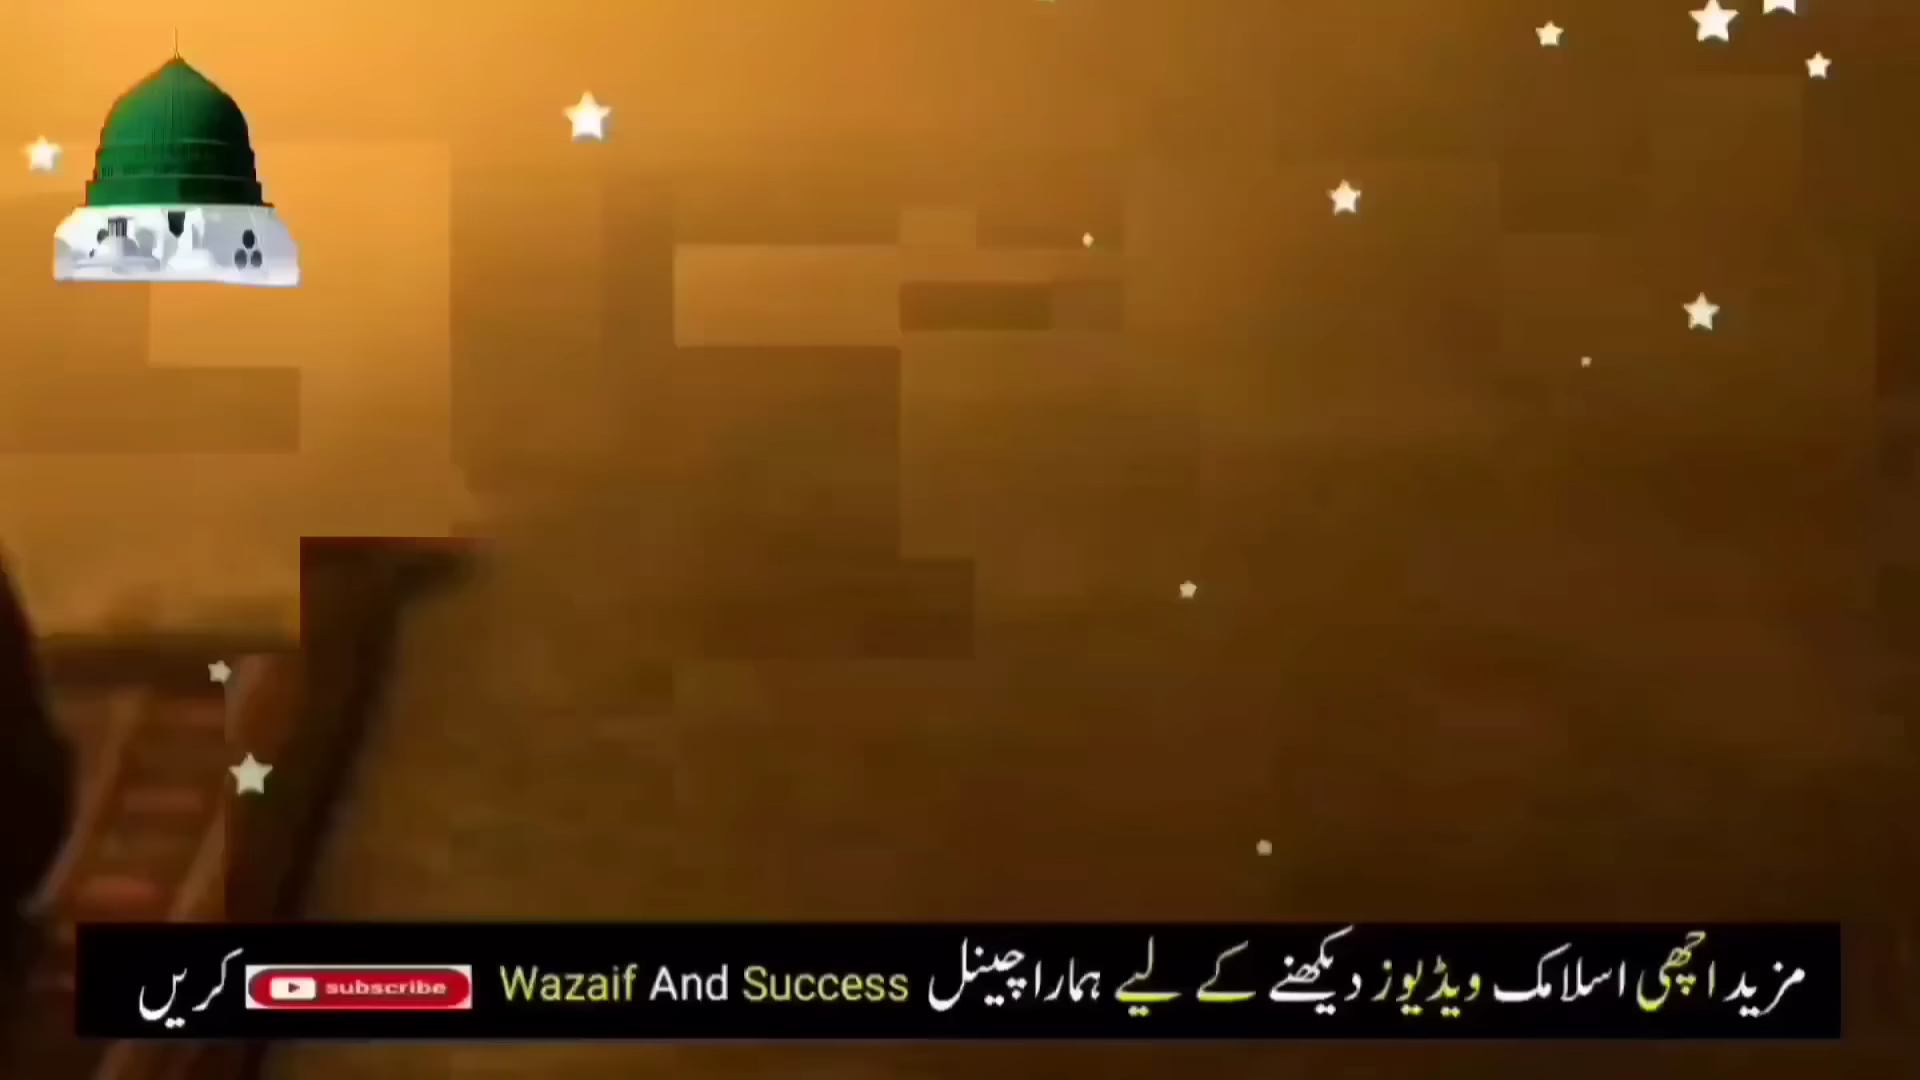 مزید اچھی اسلامک ویڈیوز دیکھنے کے لیے ہمارا چینل Wazaif And Success subscribe کریں